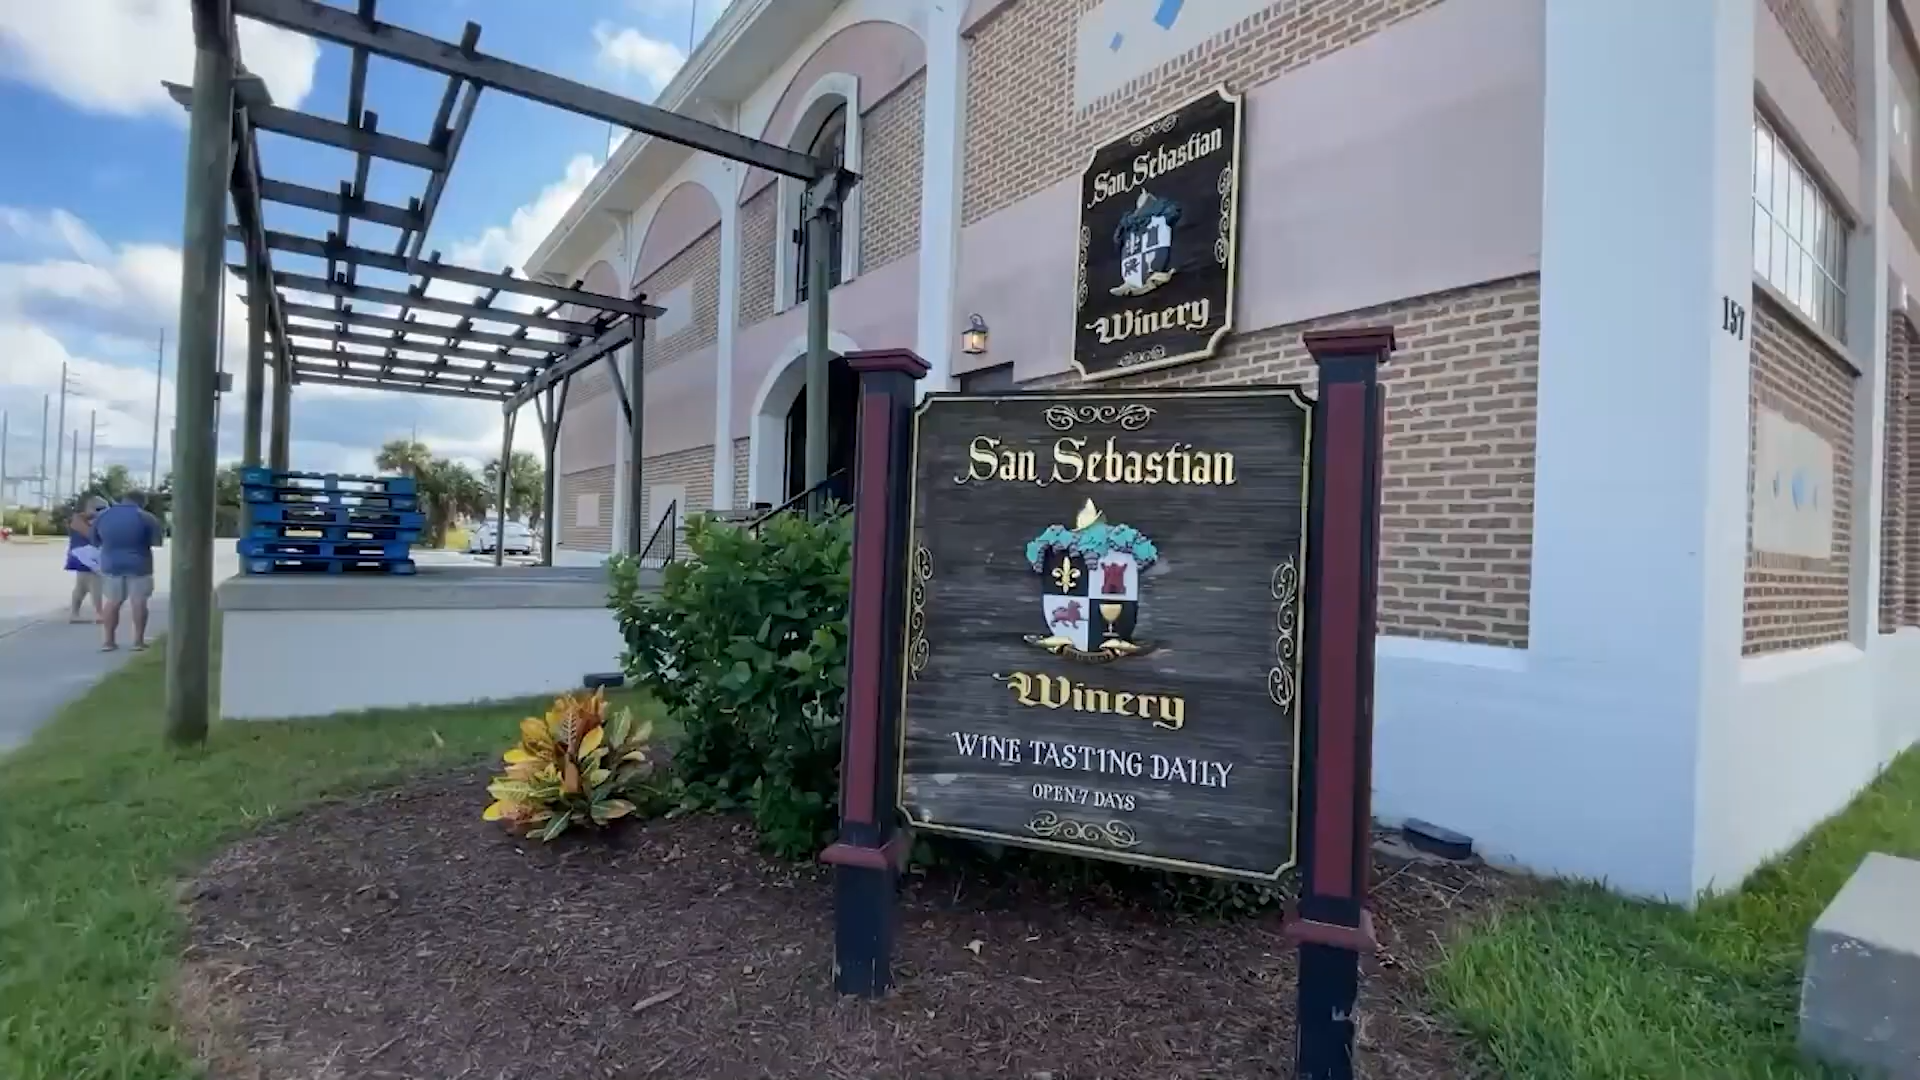 San Sebastian
Winery
157
San Sebastian
Winery
WINE TASTING DAILY
OPEN 7 DAYS